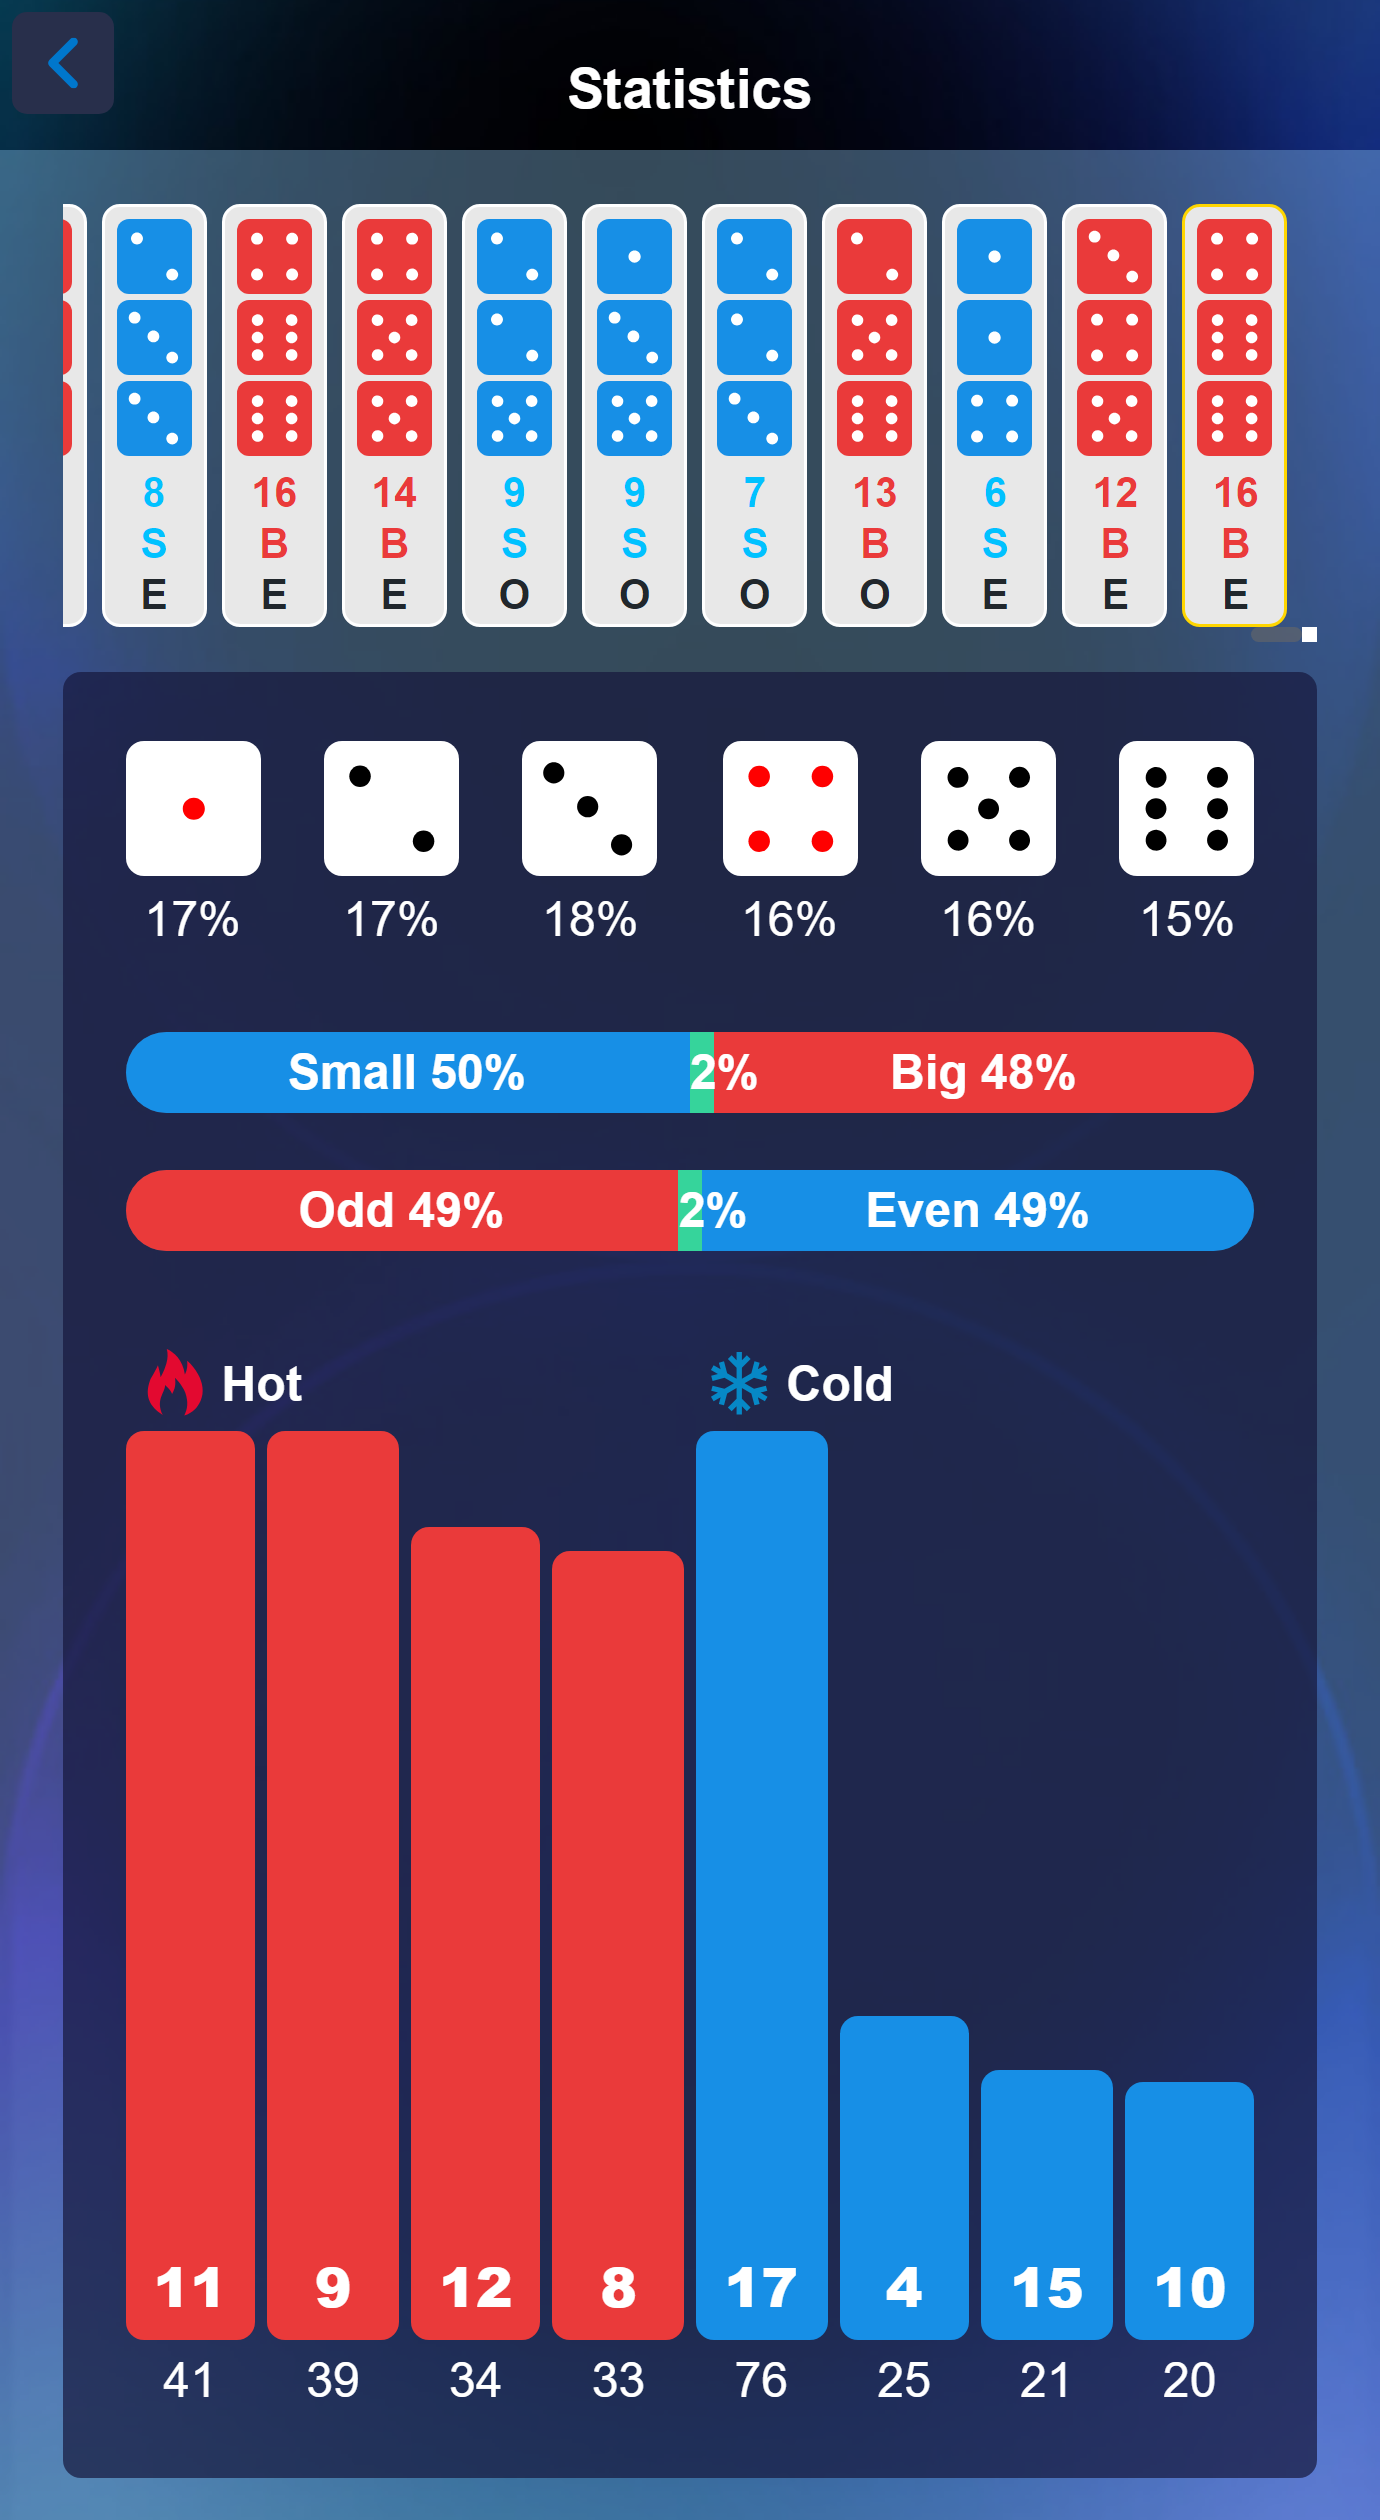 Statistics
8 16 14 9 9 7 13 6 12 16
S B B S S S B S B B
E E E O O O O E E E
17% 17% 18% 16% 16% 15%
Small 50% 2% Big 48%
Odd 49% 2% Even 49%
Hot Cold
11 9 12 8 17 4 15 10
41 39 34 33 76 25 21 20